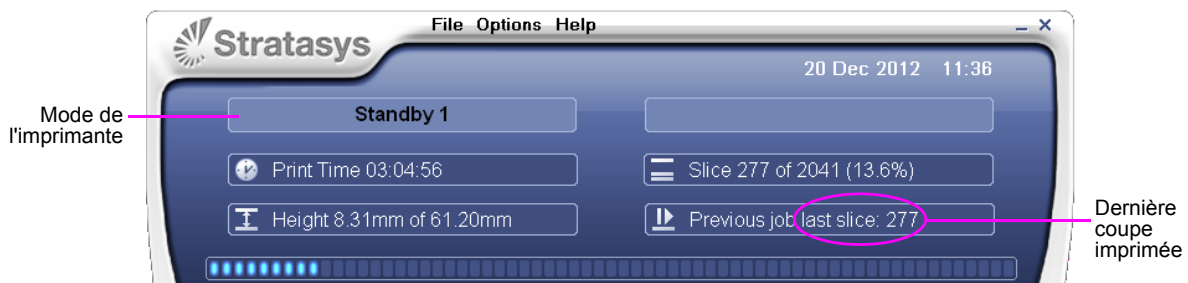 File Options Help
Stratasys
20 Dec 2012 11:36
Mode de
l'imprimante
Standby 1
Print Time 03:04:56
Slice 277 of 2041 (13.6%)
Height 8.31mm of 61.20mm
Previous job last slice: 277
Dernière
coupe
imprimée